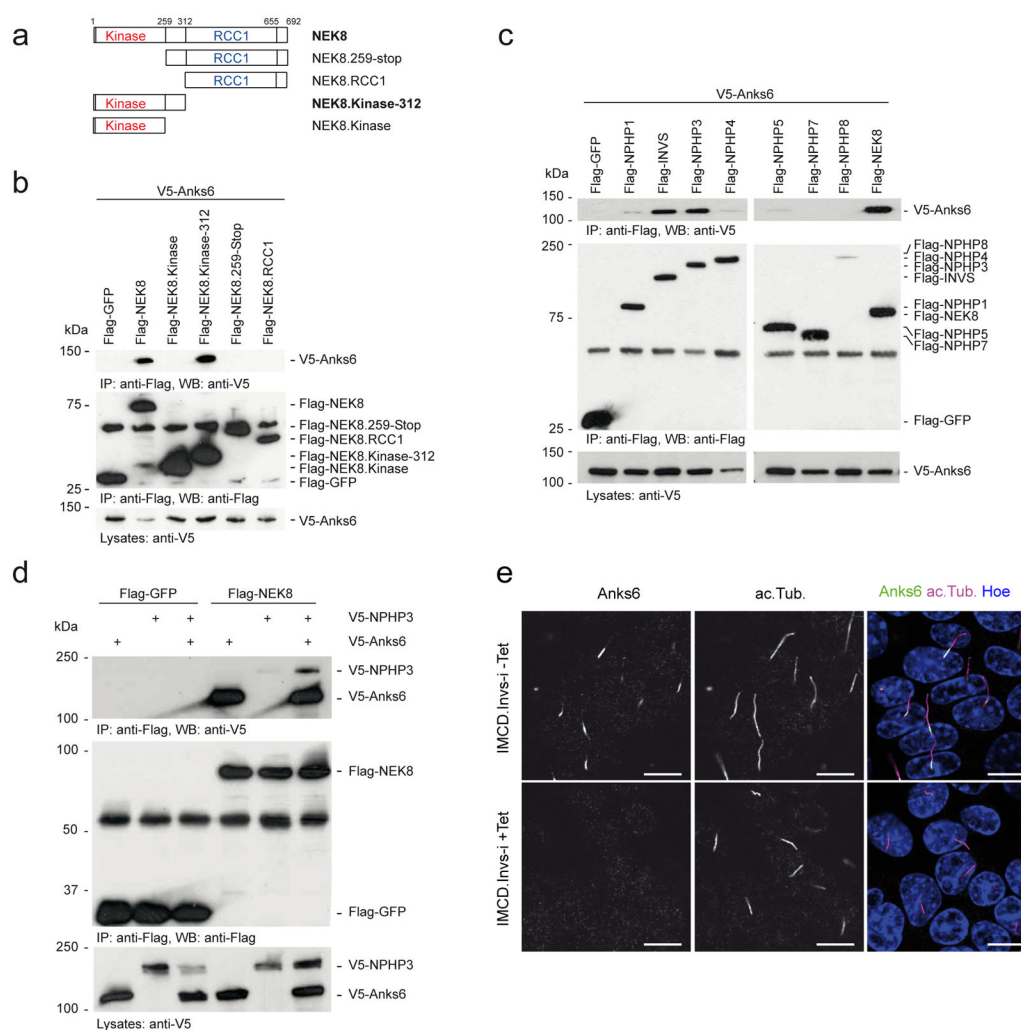 a
1 259 312 655 692
Kinase RCC1 NEK8
RCC1 NEK8.259-stop
RCC1 NEK8.RCC1
Kinase NEK8.Kinase-312
Kinase NEK8.Kinase
b
V5-Anks6
Flag-GFP
Flag-NEK8
Flag-NEK8.Kinase
Flag-NEK8.Kinase-312
Flag-NEK8.259-Stop
Flag-NEK8.RCC1
kDa
150 - - V5-Anks6
IP: anti-Flag, WB: anti-V5
75 - - Flag-NEK8
- Flag-NEK8.259-Stop
- Flag-NEK8.RCC1
- Flag-NEK8.Kinase-312
- Flag-NEK8.Kinase
25 - - Flag-GFP
IP: anti-Flag, WB: anti-Flag
150 - - V5-Anks6
Lysates: anti-V5
c
V5-Anks6
Flag-GFP
Flag-NPHP1
Flag-INVS
Flag-NPHP3
Flag-NPHP4
Flag-NPHP5
Flag-NPHP7
Flag-NPHP8
Flag-NEK8
kDa
150 -
100 - - V5-Anks6
IP: anti-Flag, WB: anti-V5
250 - Flag-NPHP8
Flag-NPHP4
Flag-NPHP3
Flag-INVS
75 - Flag-NPHP1
Flag-NEK8
Flag-NPHP5
Flag-NPHP7
25 - - Flag-GFP
IP: anti-Flag, WB: anti-Flag
150 -
100 - - V5-Anks6
Lysates: anti-V5
d
Flag-GFP Flag-NEK8
+ + + + V5-NPHP3
+ + + + V5-Anks6
kDa
250 -
- V5-NPHP3
- V5-Anks6
100 -
IP: anti-Flag, WB: anti-V5
100 -
- Flag-NEK8
50 -
37 -
- Flag-GFP
IP: anti-Flag, WB: anti-Flag
250 -
- V5-NPHP3
- V5-Anks6
100 -
Lysates: anti-V5
e
Anks6 ac.Tub. Anks6 ac.Tub. Hoe
IMCD.Invs-i -Tet
IMCD.Invs-i +Tet